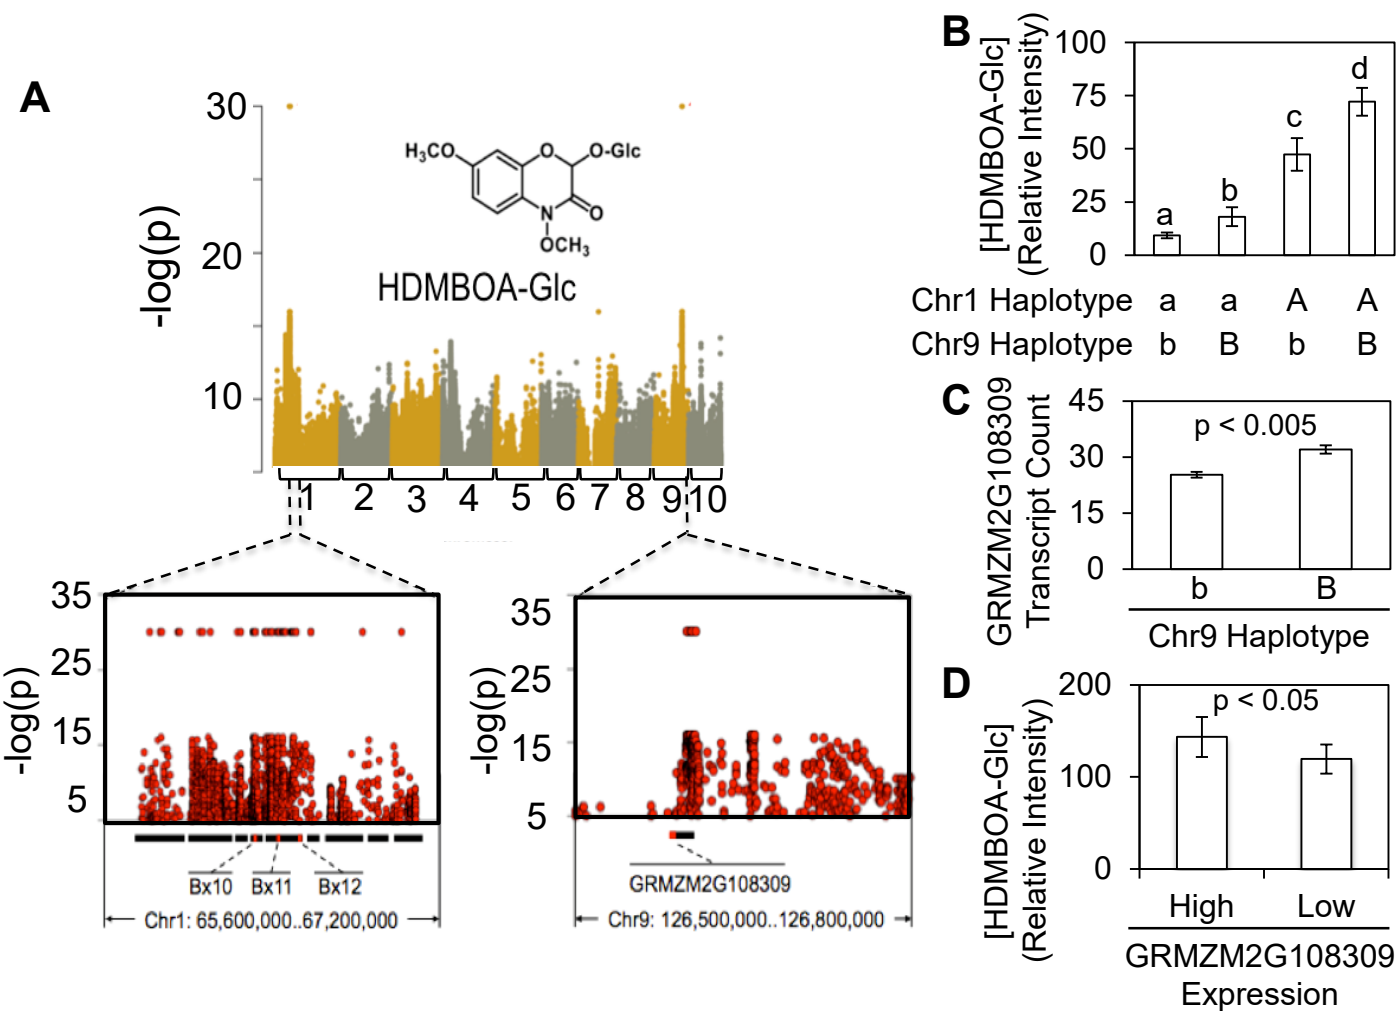 A
30
20
10
-log(p)
H3CO
O
O-Glc
N
O
OCH3
HDMBOA-Glc
1 2 3 4 5 6 7 8 9 10
35
25
15
5
-log(p)
Bx10 Bx11 Bx12
Chr1: 65,600,000..67,200,000
35
25
15
5
-log(p)
GRMZM2G108309
Chr9: 126,500,000..126,800,000
B
[HDMBOA-Glc]
(Relative Intensity)
100
75
50
25
0
a b c d
Chr1 Haplotype a a A A
Chr9 Haplotype b B b B
C
GRMZM2G108309
Transcript Count
45
30
15
0
p < 0.005
b B
Chr9 Haplotype
D
[HDMBOA-Glc]
(Relative Intensity)
200
100
0
p < 0.05
High Low
GRMZM2G108309
Expression